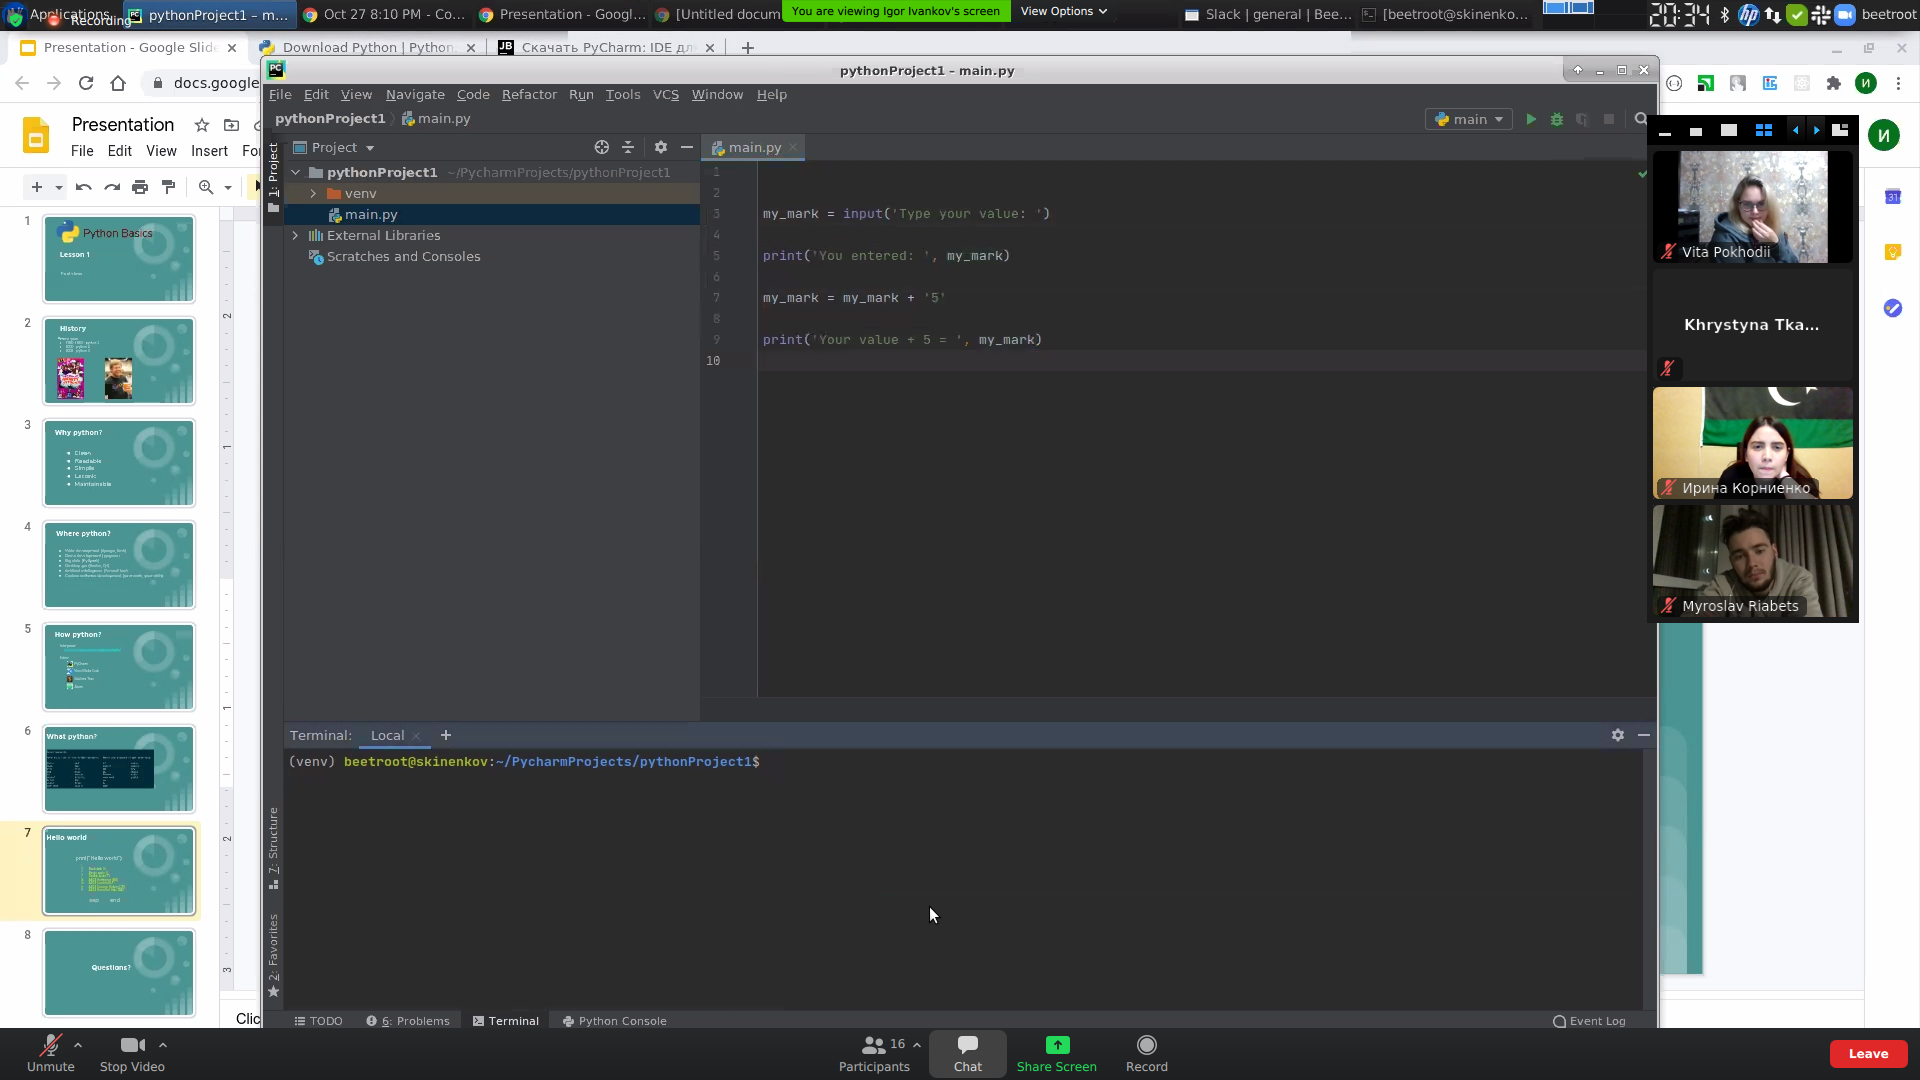 Applications
Recording
pythonProject1 – m...
Oct 27 8:10 PM - Co...
Presentation - Googl...
[Untitled docum
You are viewing Igor Ivankov's screen
View Options
Slack | general | Bee...
[beetroot@skinenko...
20:34
beetroot
Presentation - Google Slide
Download Python | Python.
Скачать PyCharm: IDE дл
docs.google
pythonProject1 – main.py
File Edit View Navigate Code Refactor Run Tools VCS Window Help
pythonProject1 main.py
main
Presentation
File Edit View Insert Fo
1: Project
Project
main.py
pythonProject1 ~/PycharmProjects/pythonProject1
venv
main.py
External Libraries
Scratches and Consoles
1
2
3 my_mark = input('Type your value: ')
4
5 print('You entered: ', my_mark)
6
7 my_mark = my_mark + '5'
8
9 print('Your value + 5 = ', my_mark)
10
Vita Pokhodii
Khrystyna Tka...
Ирина Корниенко
Myroslav Riabets
И
1
Python Basics
Lesson 1
2
History
3
Why python?
Clean
Readable
Simple
Laconic
Maintainable
4
Where python?
5
How python?
6
What python?
7
Hello world
print("Hello world")
8
Questions?
Terminal: Local
(venv) beetroot@skinenkov:~/PycharmProjects/pythonProject1$
7: Structure
2: Favorites
TODO 6: Problems Terminal Python Console
Event Log
Clic
Unmute
Stop Video
16
Participants
Chat
Share Screen
Record
Leave